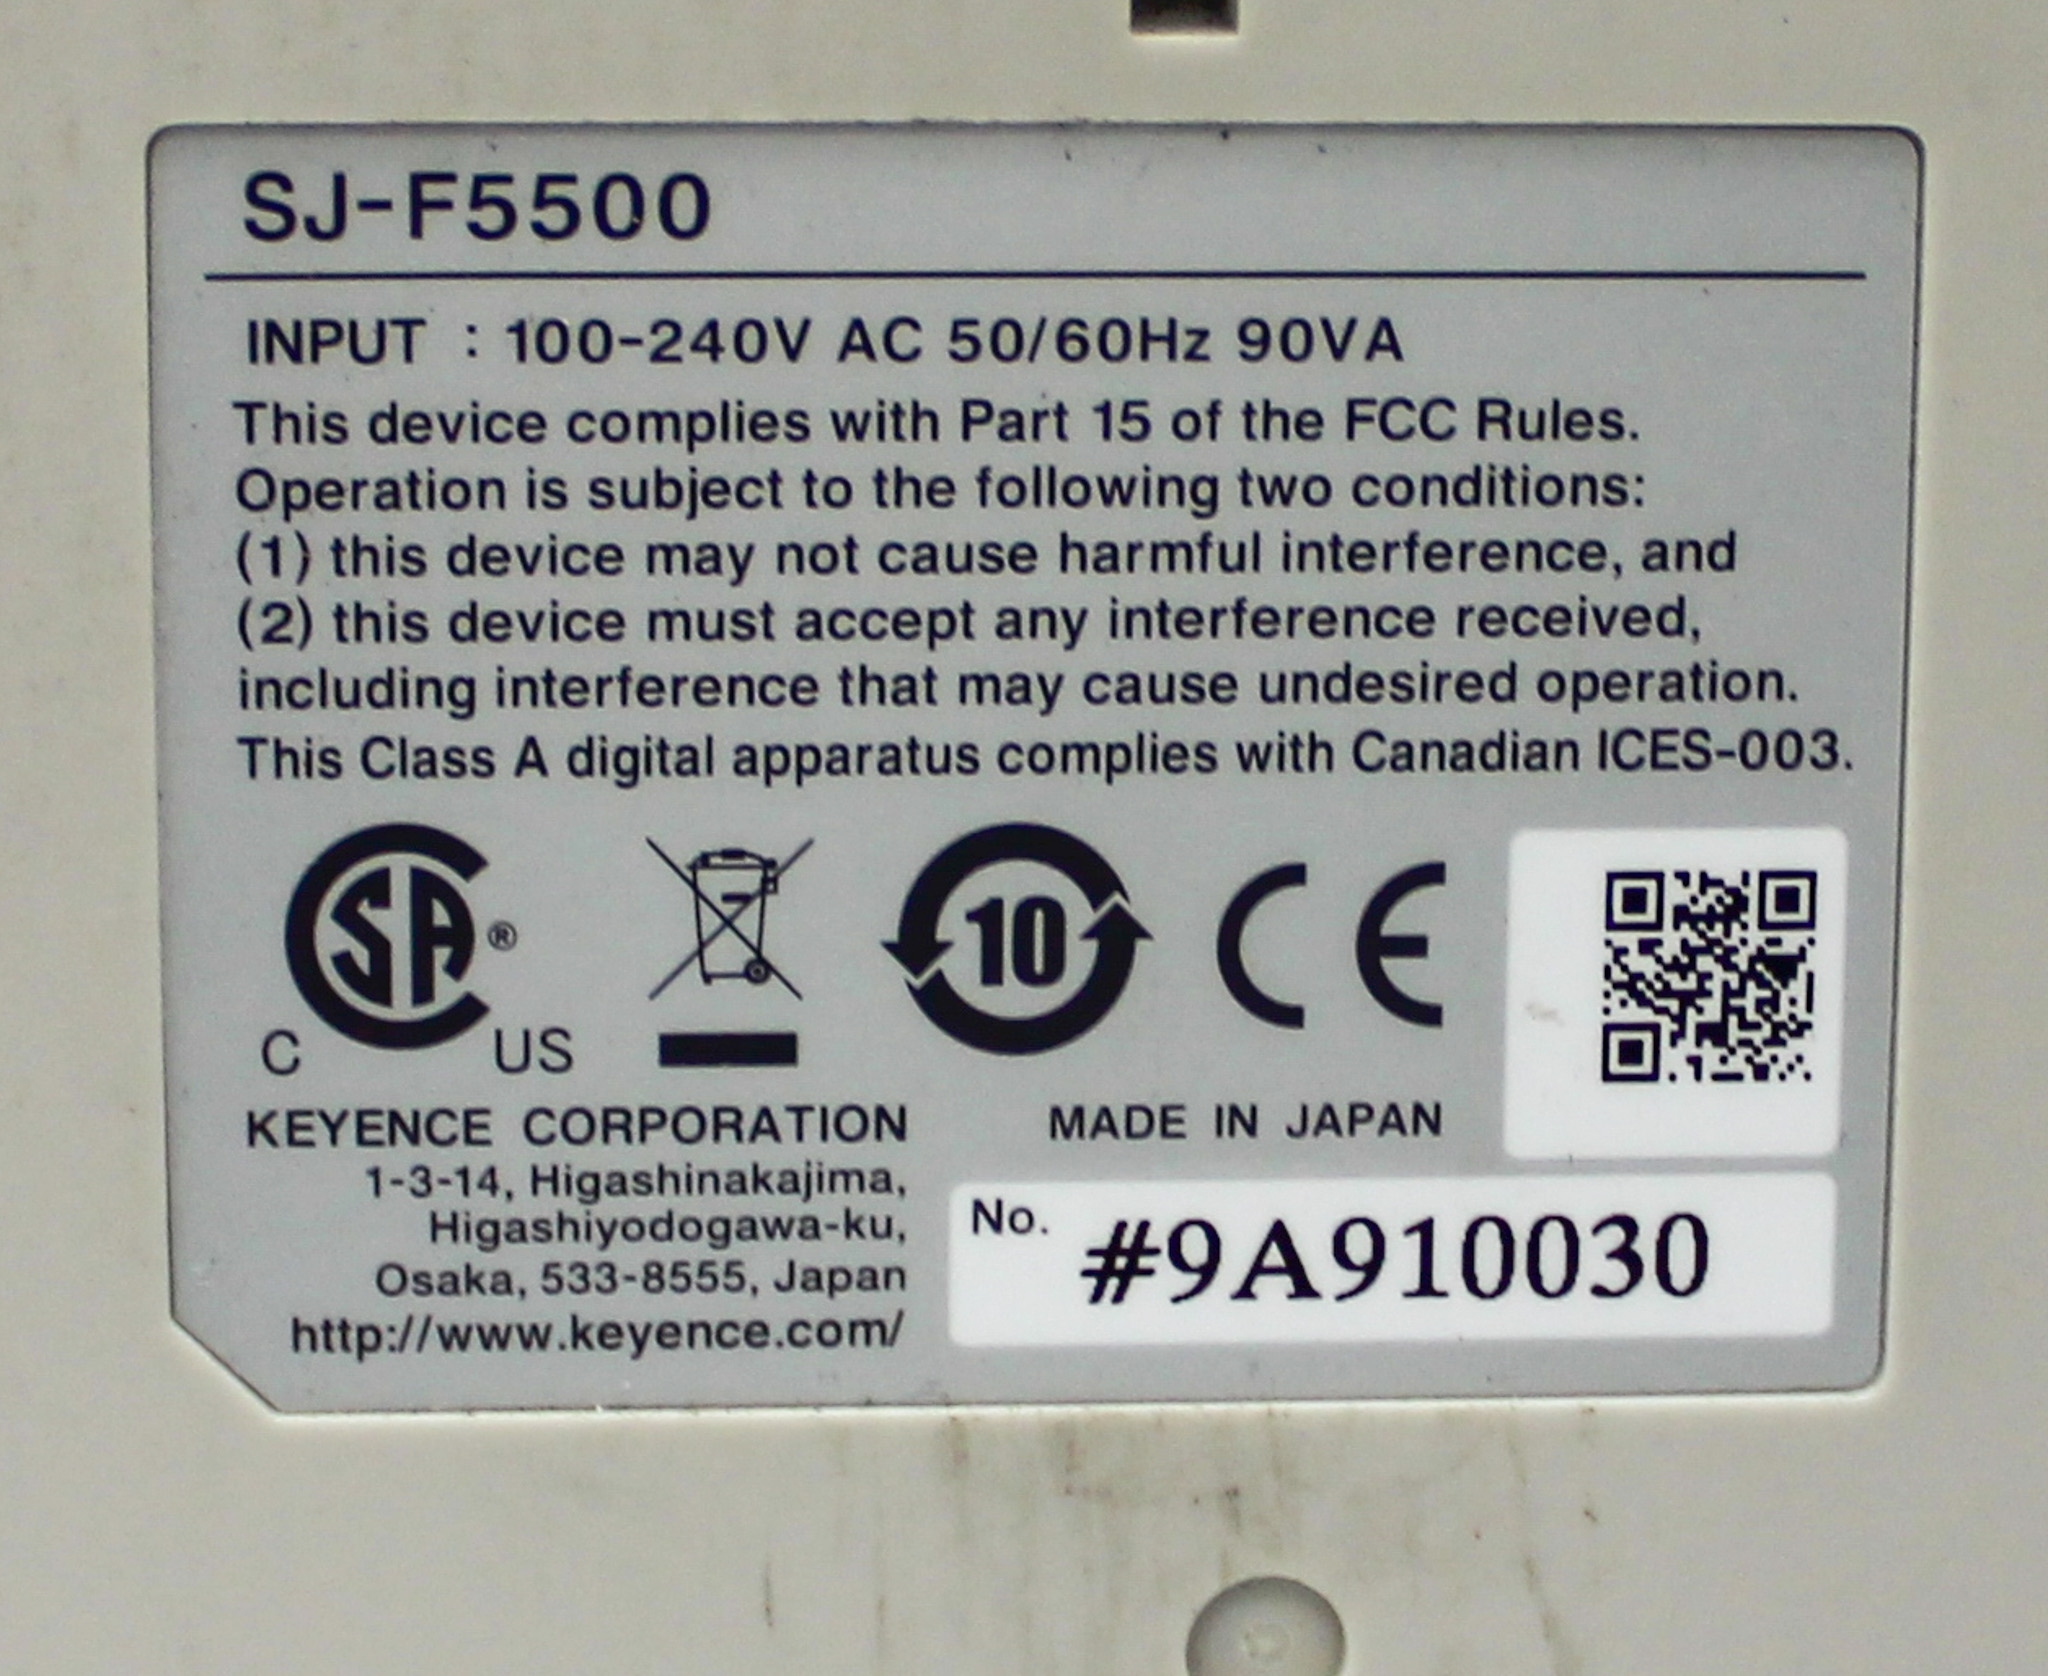 SJ-F5500
INPUT : 100-240V AC 50/60Hz 90VA
This device complies with Part 15 of the FCC Rules.
Operation is subject to the following two conditions:
(1) this device may not cause harmful interference, and
(2) this device must accept any interference received,
including interference that may cause undesired operation.
This Class A digital apparatus complies with Canadian ICES-003.
SA ®
C US
10
CE
KEYENCE CORPORATION
1-3-14, Higashinakajima,
Higashiyodogawa-ku,
Osaka, 533-8555, Japan
http://www.keyence.com/
MADE IN JAPAN
No. #9A910030